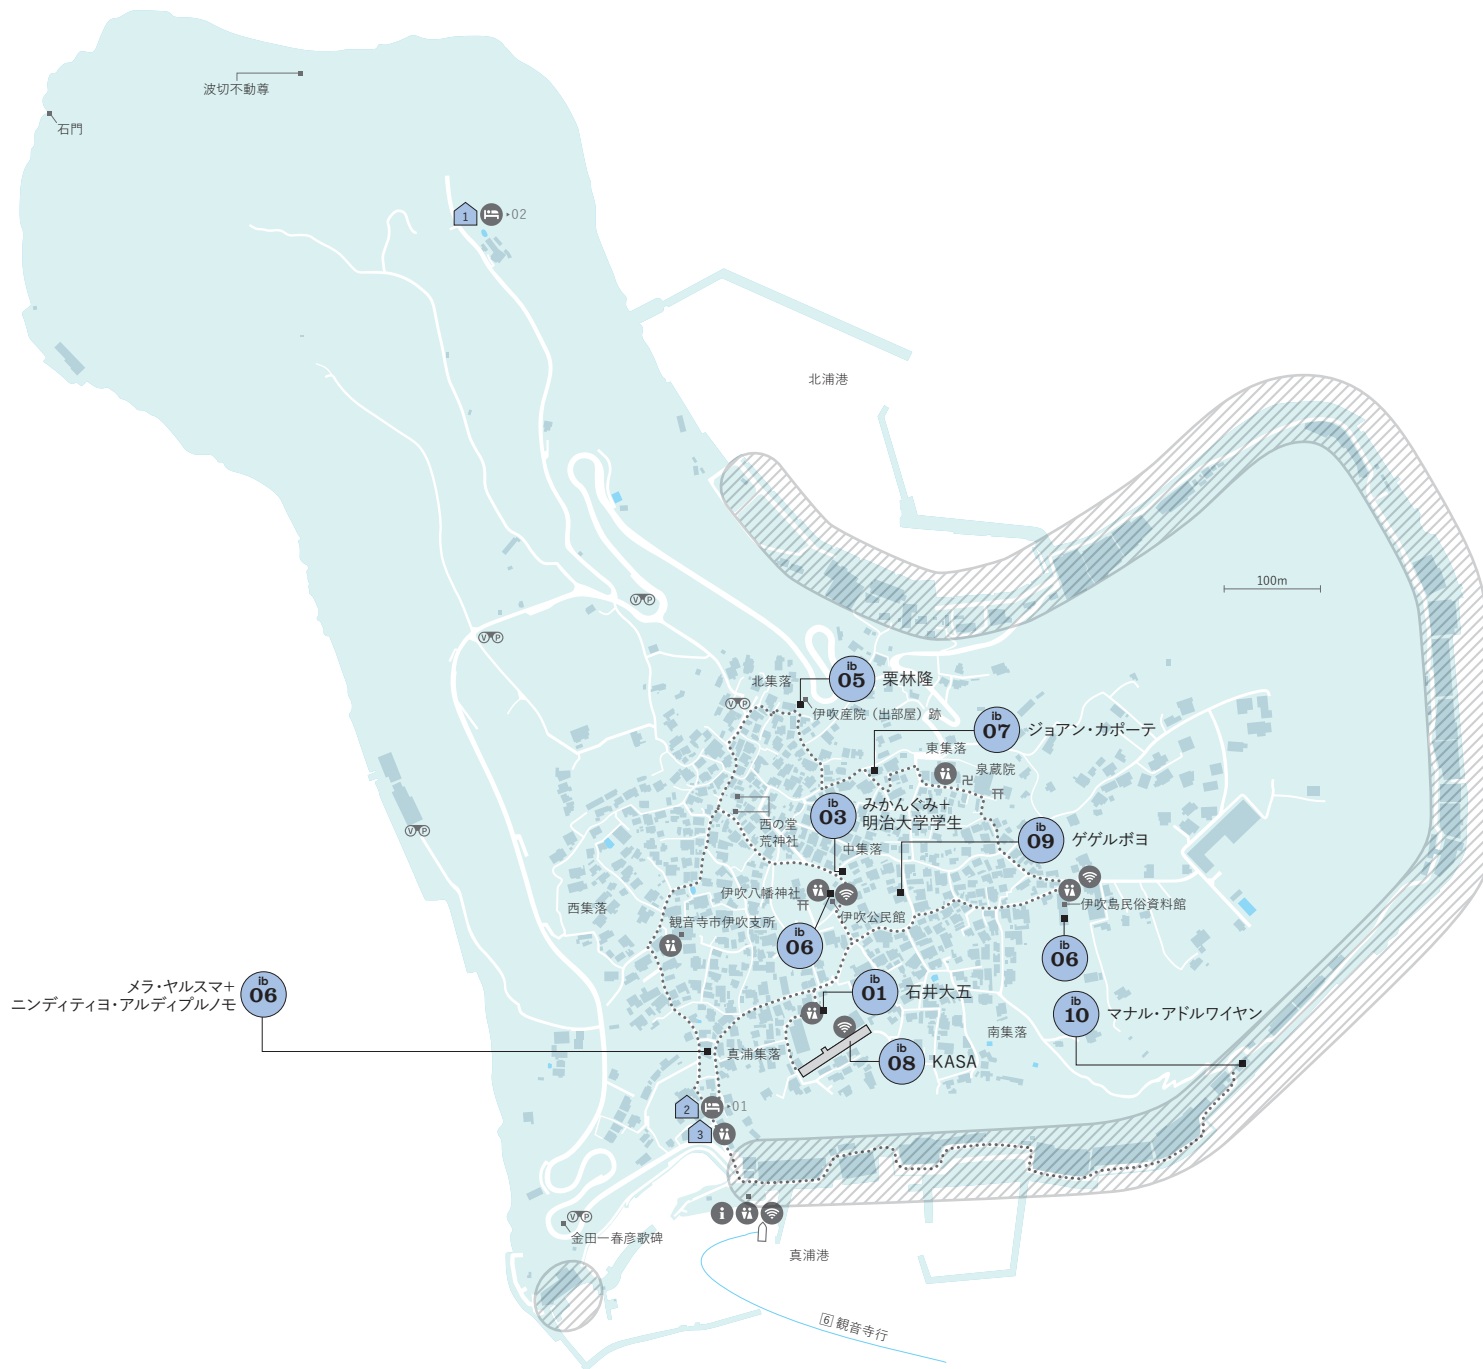 波切不動尊
石門
1
02
北浦港
100m
V P
V P
北集落
ib
05
栗林隆
V P
伊吹産院（出部屋）跡
ib
07
ジョアン・カポーテ
東集落
泉蔵院
卍
ib
03
みかんぐみ+
明治大学学生
西の堂
荒神社
V P
ib
09
ゲゲルボヨ
中集落
伊吹八幡神社
伊吹島民俗資料館
西集落
伊吹公民館
観音寺市伊吹支所
ib
06
ib
06
メラ・ヤルスマ+
ニンディティヨ・アルディプルノモ
ib
06
ib
01
石井大五
ib
10
マナル・アドルワイヤン
南集落
真浦集落
ib
08
KASA
2
01
3
i
V P
金田一春彦歌碑
真浦港
6 観音寺行